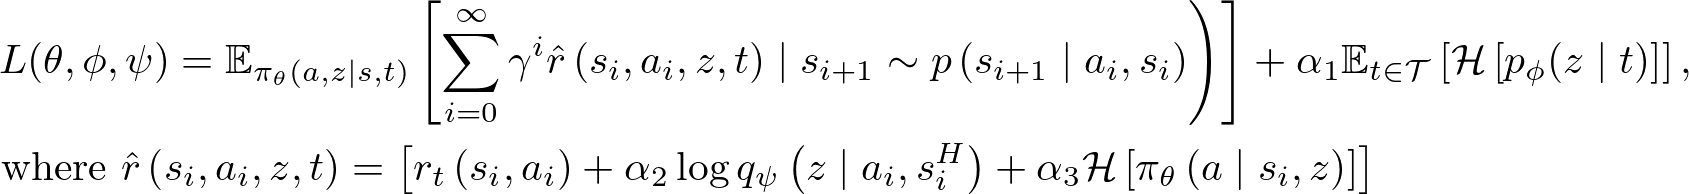 L(θ, ϕ, ψ) = 𝔼_{π_θ(a,z|s,t)} [ ∑_{i=0}^{∞} γ^i r̂ (s_i, a_i, z, t) | s_{i+1} ∼ p (s_{i+1} | a_i, s_i) ) ] + α_1 𝔼_{t∈𝒯} [ℋ [p_ϕ(z | t)]] ,
where r̂ (s_i, a_i, z, t) = [ r_t (s_i, a_i) + α_2 log q_ψ (z | a_i, s_i^H) + α_3 ℋ [π_θ (a | s_i, z)] ]